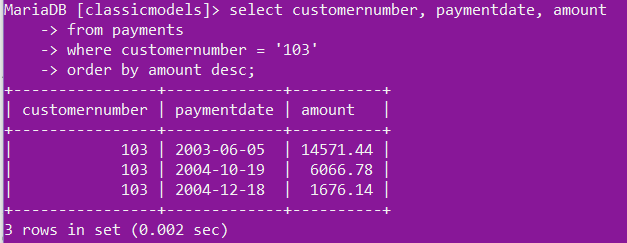 MariaDB [classicmodels]> select customernumber, paymentdate, amount
    -> from payments
    -> where customernumber = '103'
    -> order by amount desc;
+----------------+-------------+----------+
| customernumber | paymentdate | amount   |
+----------------+-------------+----------+
|            103 | 2003-06-05  | 14571.44 |
|            103 | 2004-10-19  |  6066.78 |
|            103 | 2004-12-18  |  1676.14 |
+----------------+-------------+----------+
3 rows in set (0.002 sec)